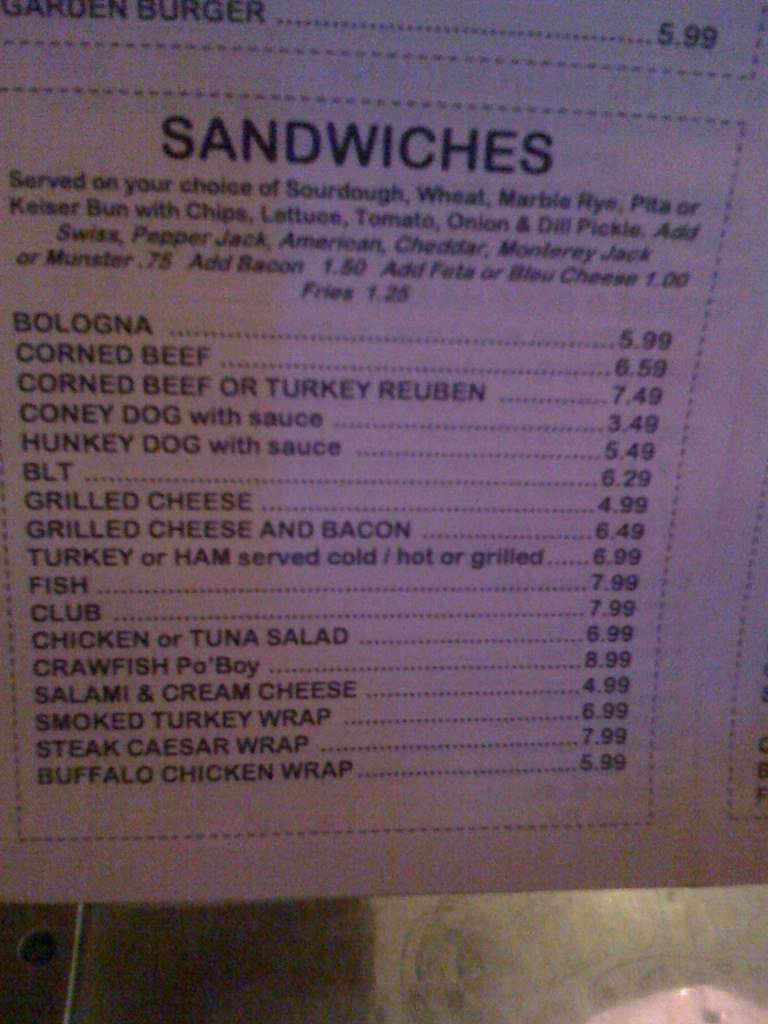 GARDEN BURGER ........ 5.99
SANDWICHES
Served on your choice of Sourdough, Wheat, Marble Rye, Pita or
Keiser Bun with Chips, Lettuce, Tomato, Onion & Dill Pickle. Add
Swiss, Pepper Jack, American, Cheddar, Monterey Jack
or Munster .75 Add Bacon 1.50 Add Feta or Bleu Cheese 1.00
Fries 1.25
BOLOGNA ........ 5.99
CORNED BEEF ........ 6.59
CORNED BEEF OR TURKEY REUBEN ........ 7.49
CONEY DOG with sauce ........ 3.49
HUNKEY DOG with sauce ........ 5.49
BLT ........ 6.29
GRILLED CHEESE ........ 4.99
GRILLED CHEESE AND BACON ........ 6.49
TURKEY or HAM served cold / hot or grilled ...... 6.99
FISH ........ 7.99
CLUB ........ 7.99
CHICKEN or TUNA SALAD ........ 6.99
CRAWFISH Po'Boy ........ 8.99
SALAMI & CREAM CHEESE ........ 4.99
SMOKED TURKEY WRAP ........ 6.99
STEAK CAESAR WRAP ........ 7.99
BUFFALO CHICKEN WRAP ........ 5.99